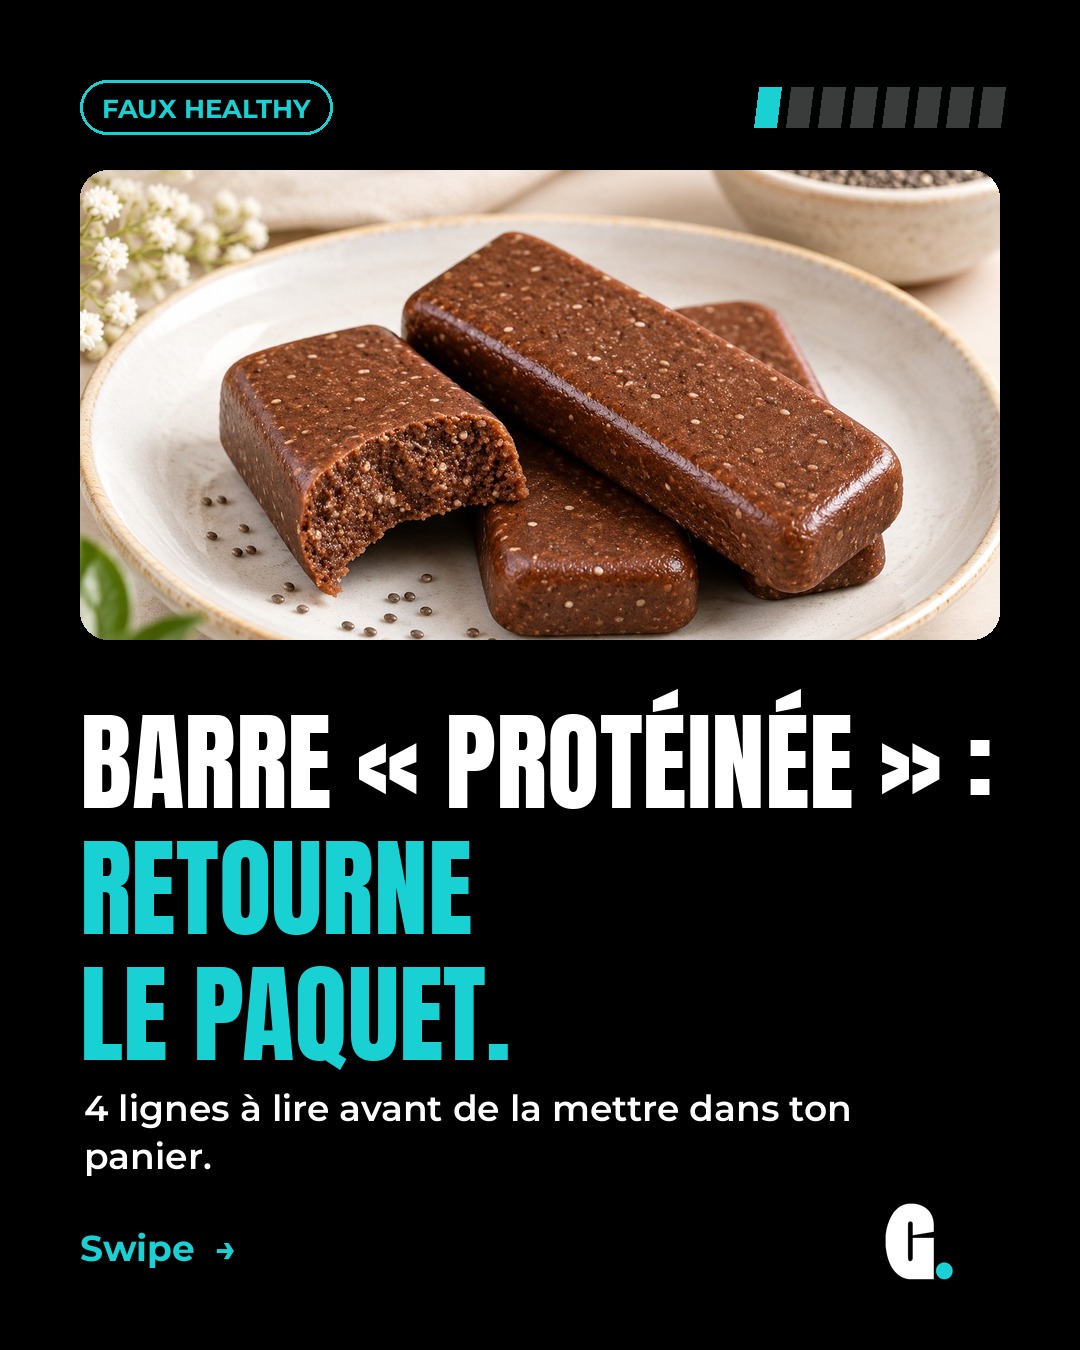 FAUX HEALTHY
BARRE « PROTÉINÉE » :
RETOURNE
LE PAQUET.
4 lignes à lire avant de la mettre dans ton
panier.
Swipe →
G.